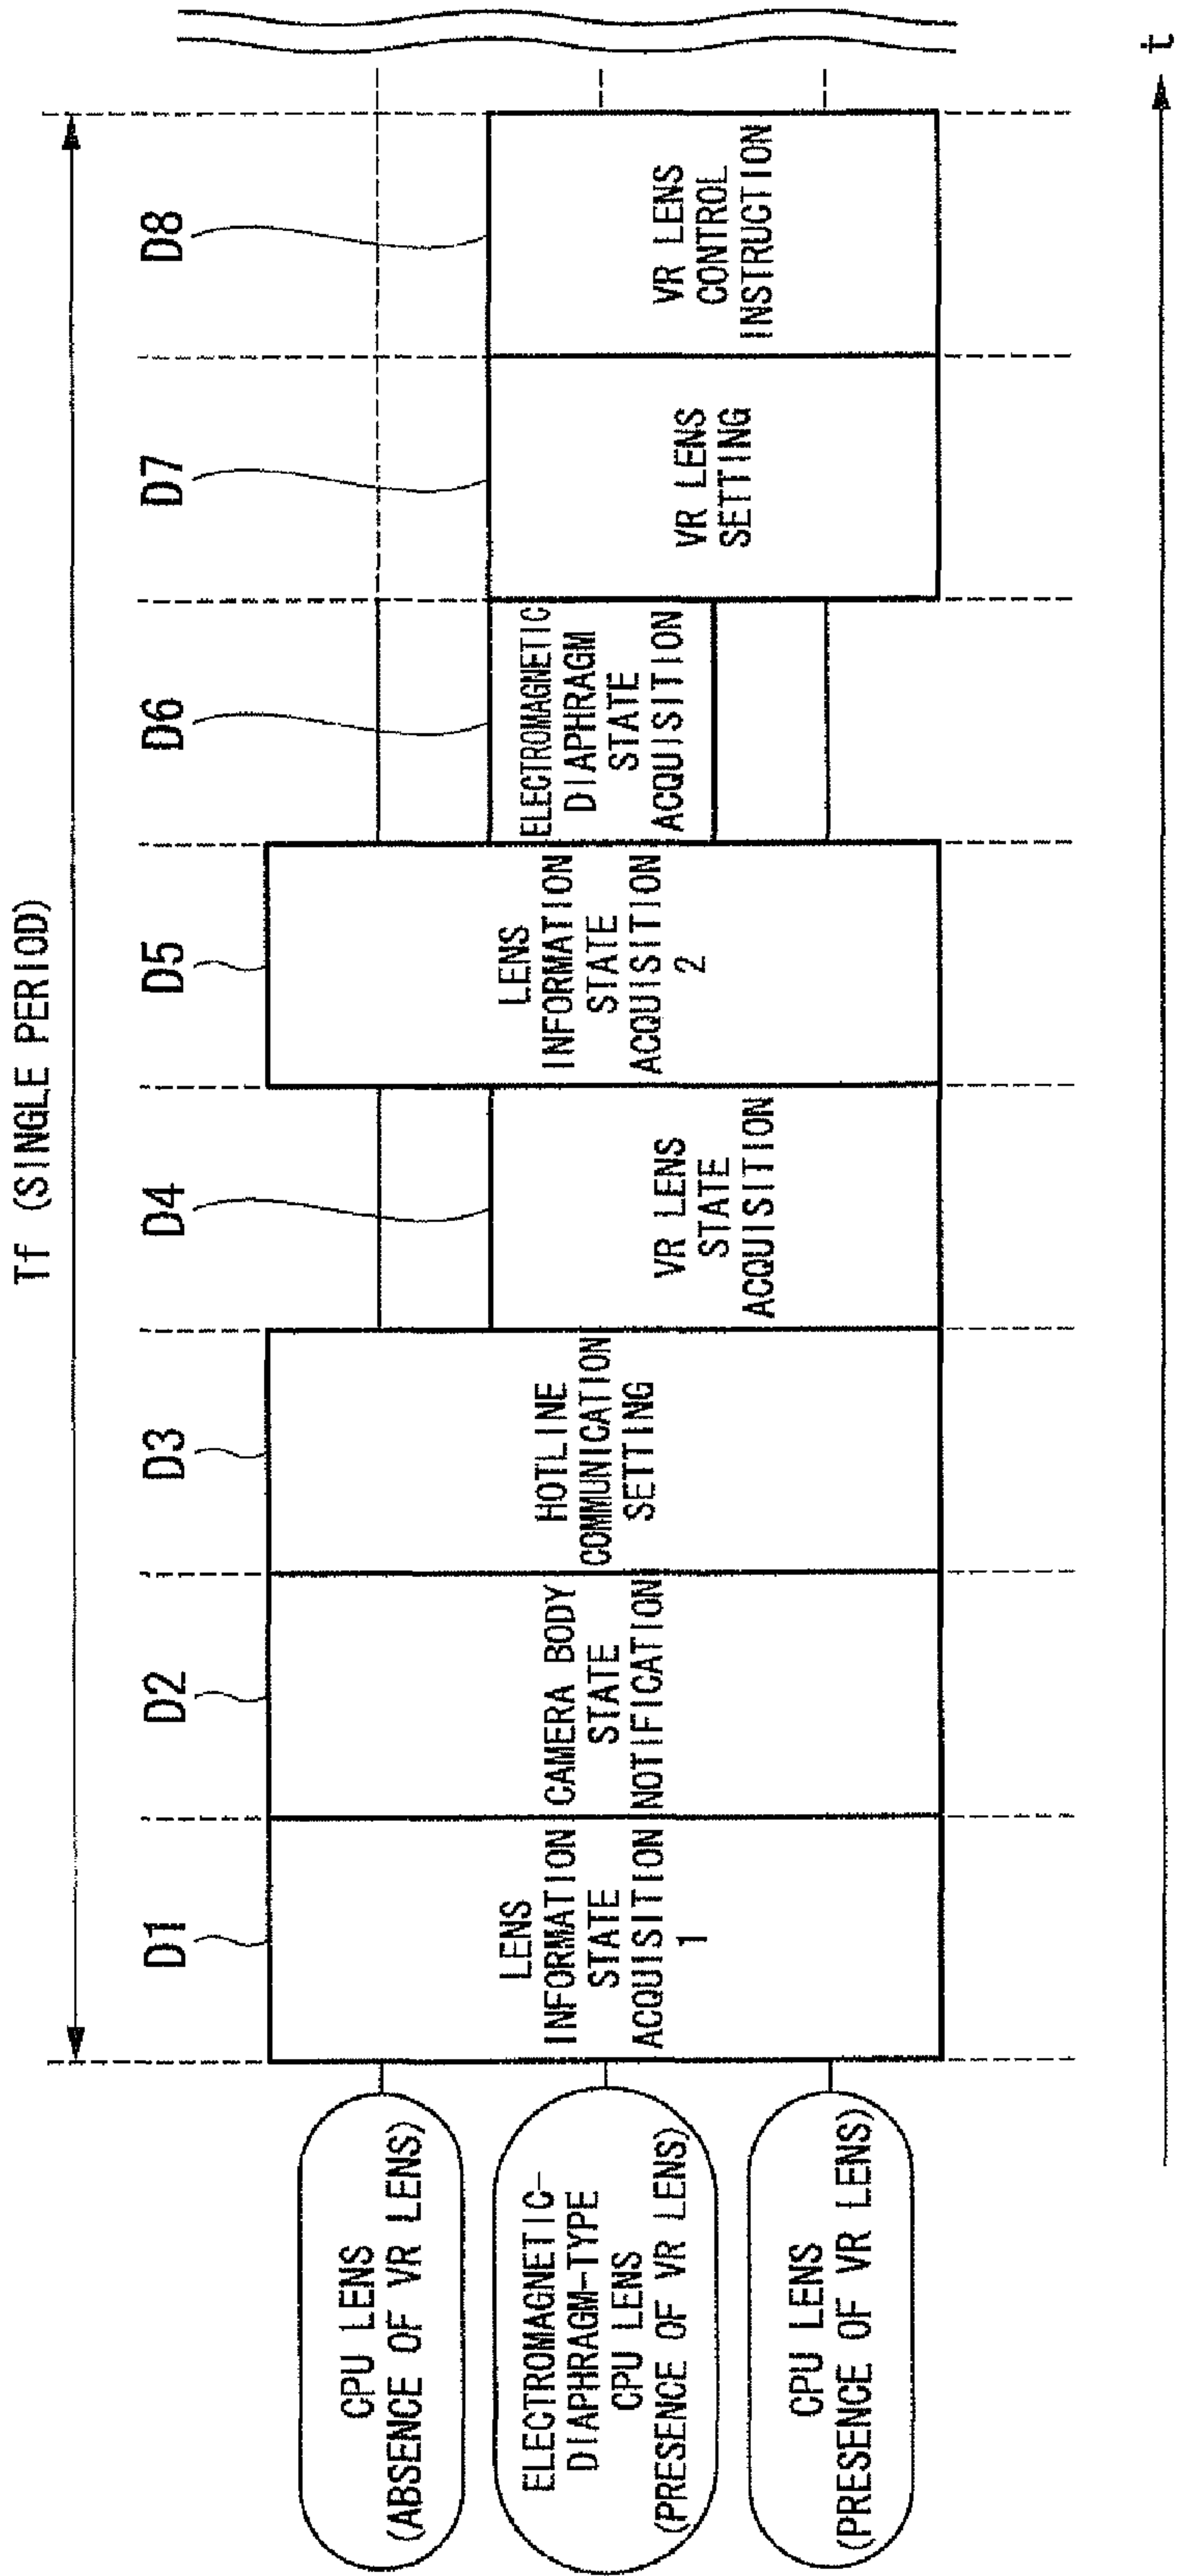 Tf (SINGLE PERIOD)
D1
D2
D3
D4
D5
D6
D7
D8
CPU LENS
(ABSENCE OF VR LENS)
ELECTROMAGNETIC-
DIAPHRAGM-TYPE
CPU LENS
(PRESENCE OF VR LENS)
CPU LENS
(PRESENCE OF VR LENS)
LENS
INFORMATION
STATE
ACQUISITION
1
CAMERA BODY
STATE
NOTIFICATION
HOTLINE
COMMUNICATION
SETTING
VR LENS
STATE
ACQUISITION
LENS
INFORMATION
STATE
ACQUISITION
2
ELECTROMAGNETIC
DIAPHRAGM
STATE
ACQUISITION
VR LENS
SETTING
VR LENS
CONTROL
INSTRUCTION
t